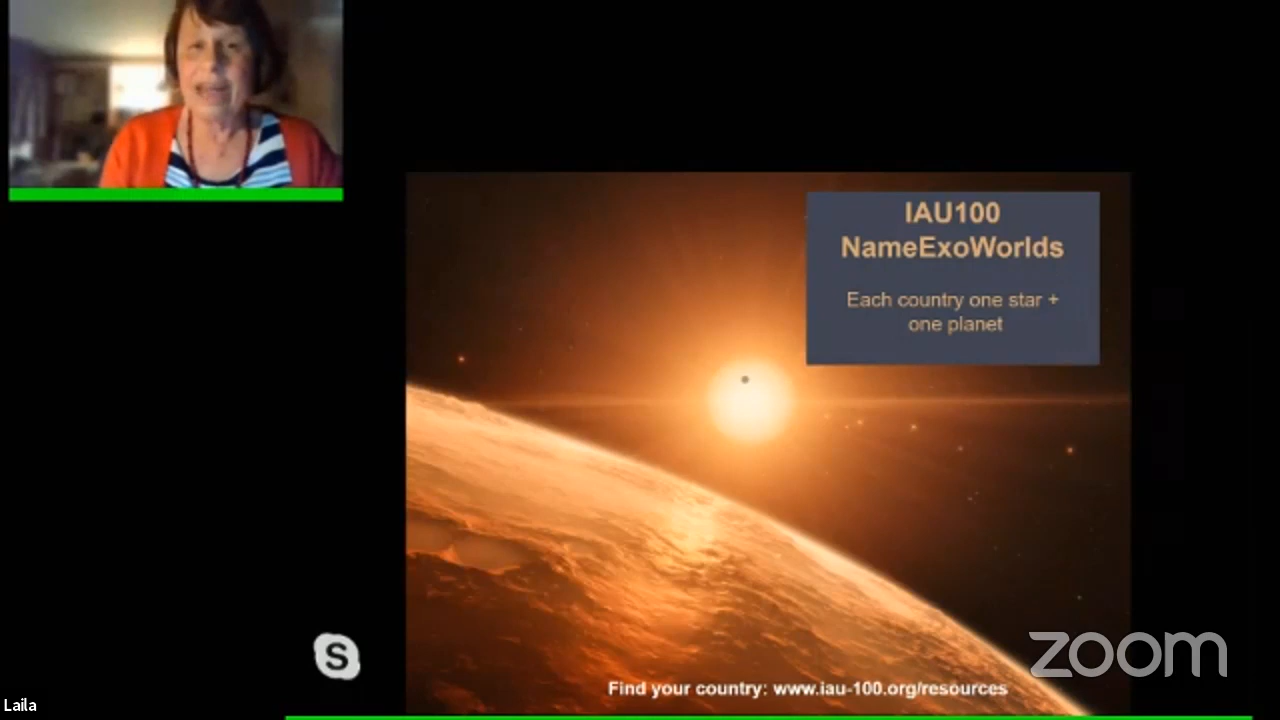 IAU100
NameExoWorlds
Each country one star +
one planet
S
zoom
Find your country: www.iau-100.org/resources
Laila